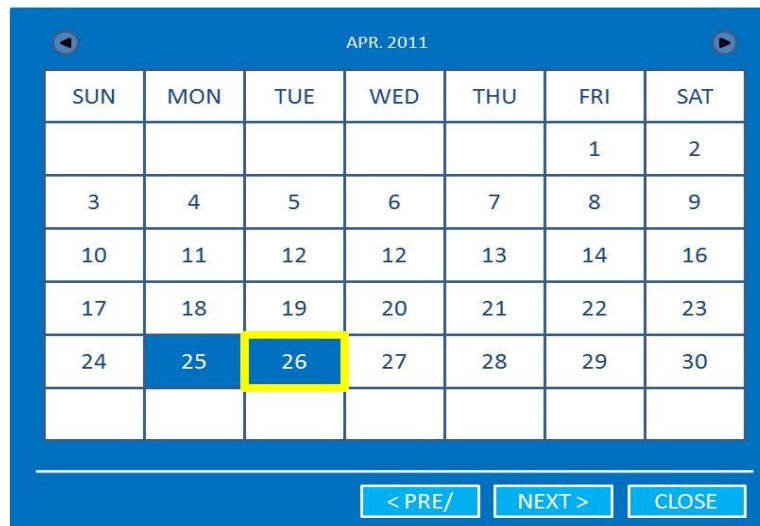 APR. 2011
SUN MON TUE WED THU FRI SAT
1 2
3 4 5 6 7 8 9
10 11 12 12 13 14 16
17 18 19 20 21 22 23
24 25 26 27 28 29 30
< PRE/ NEXT > CLOSE